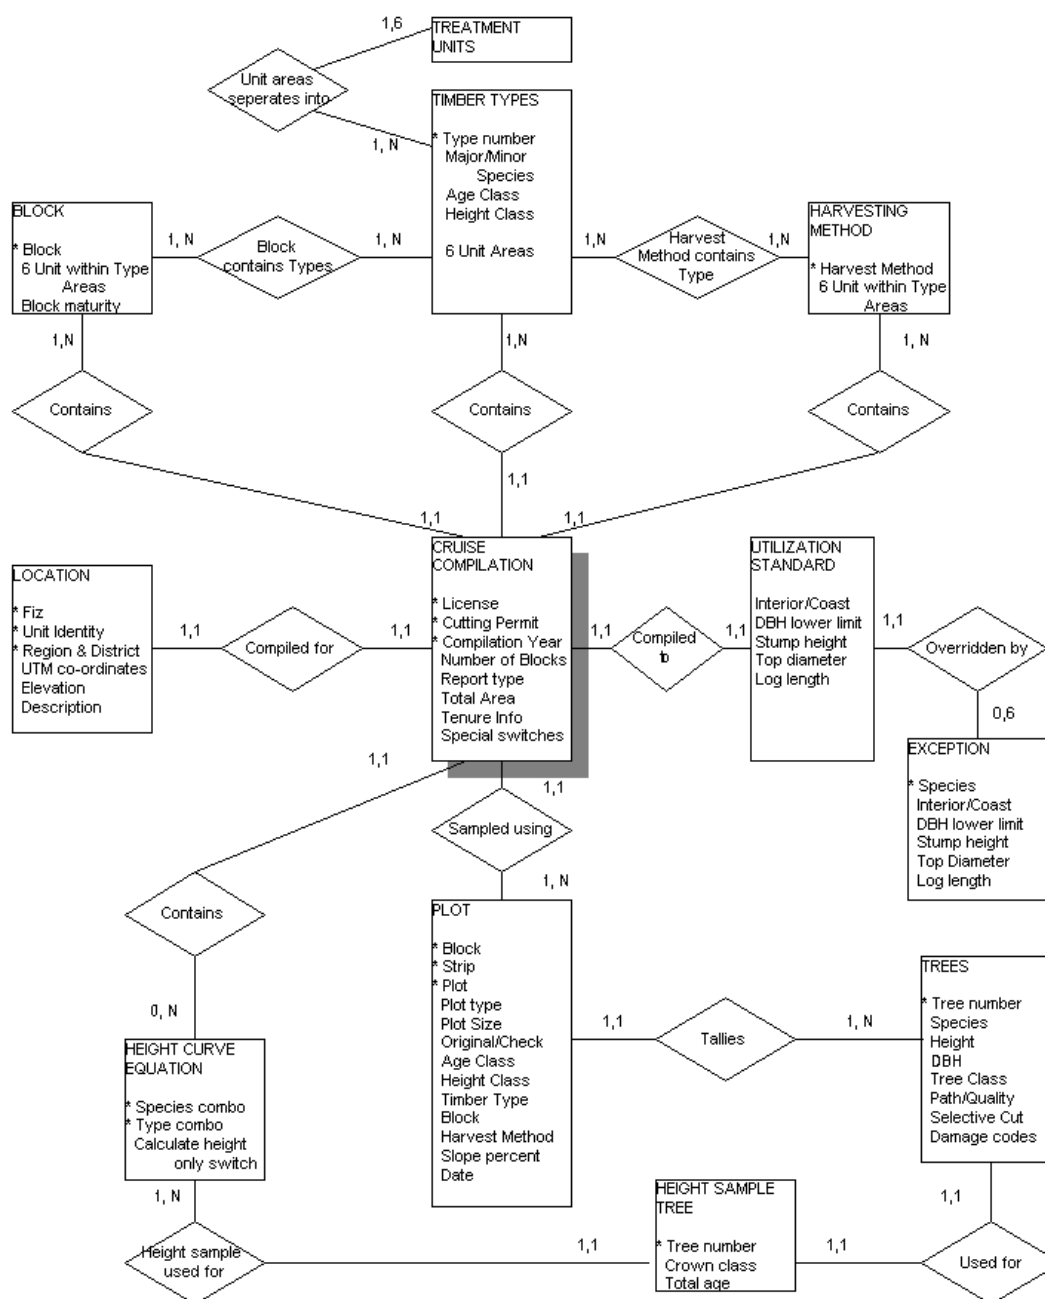 1,6
TREATMENT
UNITS
Unit areas
seperates into
1, N
TIMBER TYPES
* Type number
Major/Minor
Species
Age Class
Height Class
6 Unit Areas
BLOCK
* Block
6 Unit within Type
Areas
Block maturity
1, N
Block
contains Types
1, N
1,N
Harvest
Method contains
Type
1,N
HARVESTING
METHOD
* Harvest Method
6 Unit within Type
Areas
1,N
1,N
1, N
Contains
Contains
Contains
1,1
1,1
1,1
LOCATION
* Fiz
* Unit Identity
* Region & District
UTM co-ordinates
Elevation
Description
1,1
Compiled for
1,1
CRUISE
COMPILATION
* License
* Cutting Permit
* Compilation Year
Number of Blocks
Report type
Total Area
Tenure Info
Special switches
1,1
Compiled
to
1,1
UTILIZATION
STANDARD
Interior/Coast
DBH lower limit
Stump height
Top diameter
Log length
1,1
Overridden by
0,6
EXCEPTION
* Species
Interior/Coast
DBH lower limit
Stump height
Top Diameter
Log length
1,1
1,1
Sampled using
1, N
Contains
0, N
PLOT
* Block
* Strip
* Plot
Plot type
Plot Size
Original/Check
Age Class
Height Class
Timber Type
Block
Harvest Method
Slope percent
Date
1,1
Tallies
1, N
TREES
* Tree number
Species
Height
DBH
Tree Class
Path/Quality
Selective Cut
Damage codes
HEIGHT CURVE
EQUATION
* Species combo
* Type combo
Calculate height
only switch
1, N
Height sample
used for
1,1
HEIGHT SAMPLE
TREE
* Tree number
Crown class
Total age
1,1
1,1
Used for